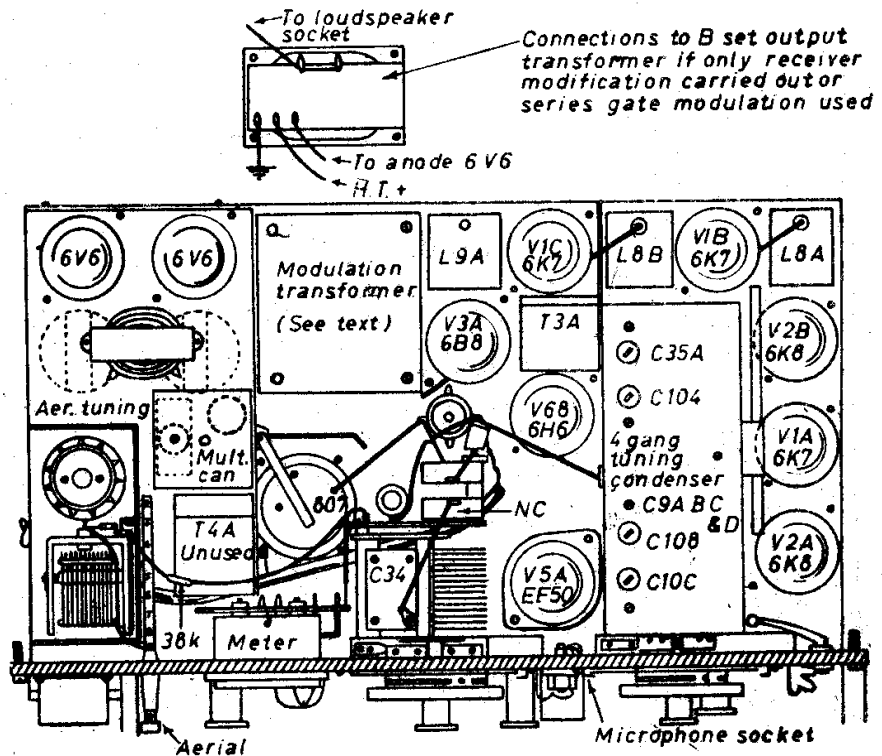 To loudspeaker
socket
Connections to B set output
transformer if only receiver
modification carried out or
series gate modulation used
To anode 6V6
H.T.+
6V6
6V6
Modulation
transformer
(See text)
L9A
V1C
6K7
L8B
V1B
6K7
L8A
V3A
6B8
T3A
V2B
6K8
C35A
C104
Aer. tuning
Mult.
can
V68
6H6
4 gang
tuning
condenser
V1A
6K7
807
NC
C9ABC
&D
T4A
Unused
C108
C10C
V2A
6K8
C34
V5A
EF50
38k
Meter
Microphone socket
Aerial